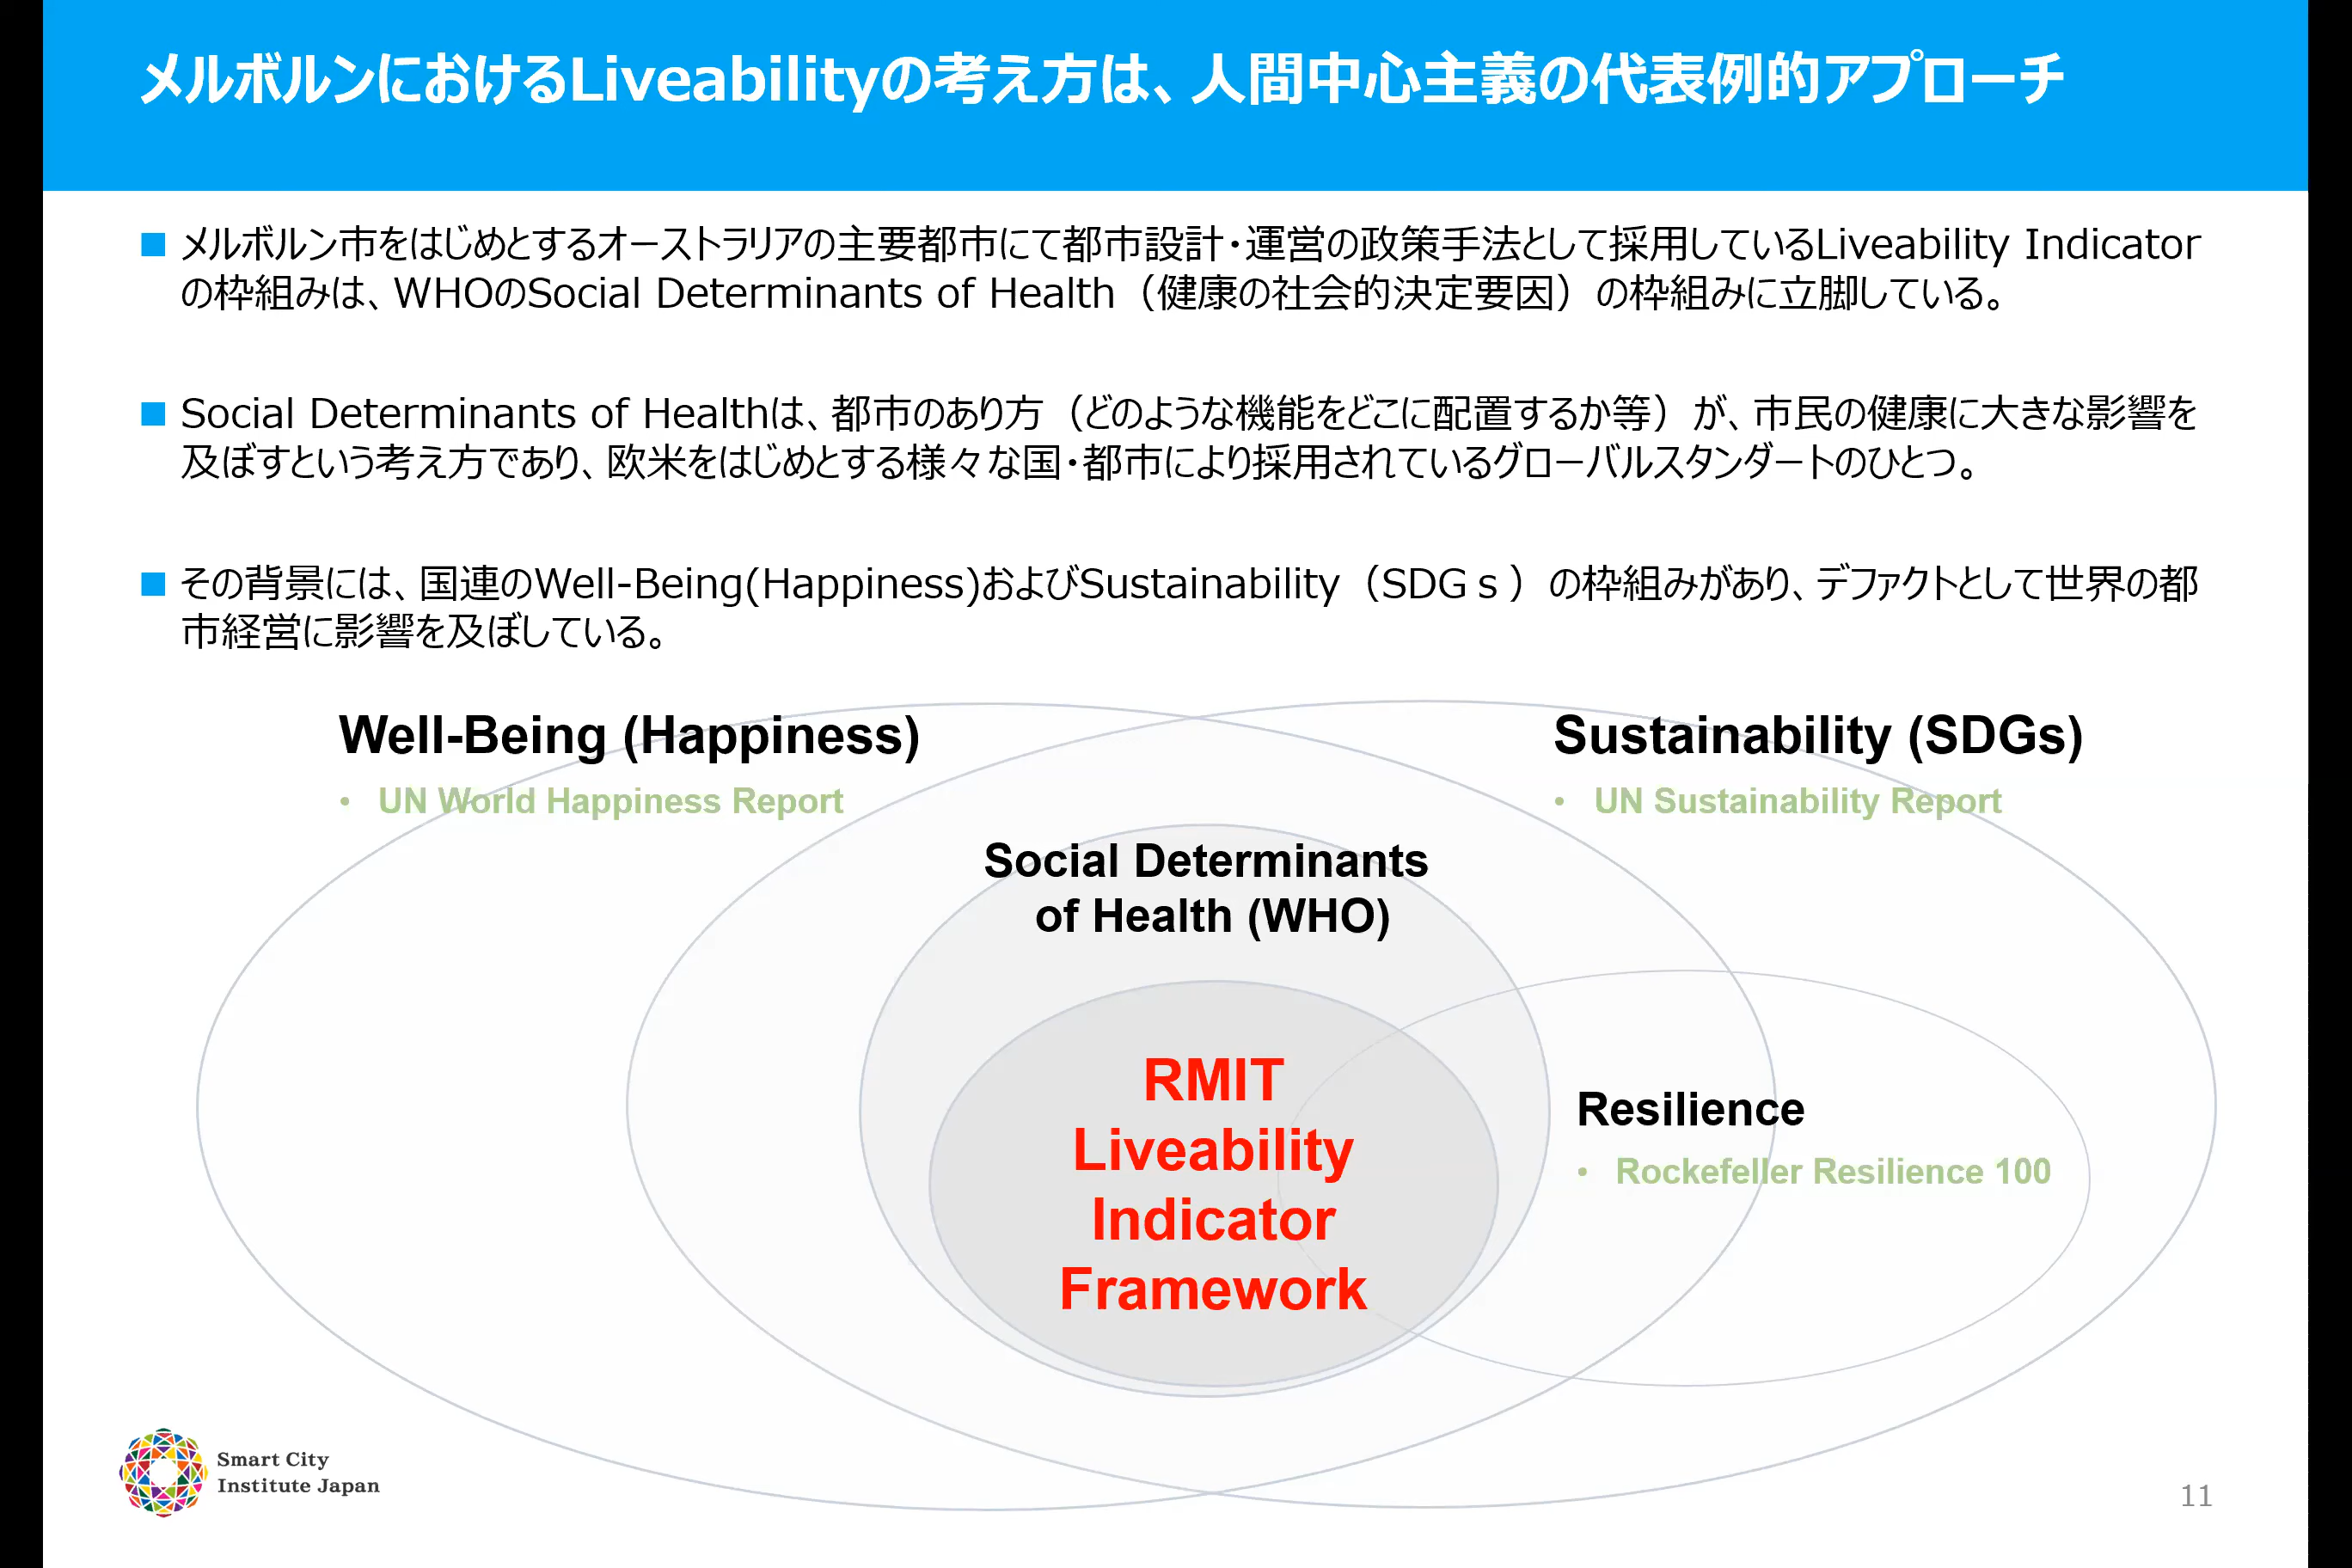 メルボルンにおけるLiveabilityの考え方は、人間中心主義の代表例的アプローチ
■ メルボルン市をはじめとするオーストラリアの主要都市にて都市設計・運営の政策手法として採用しているLiveability Indicator
の枠組みは、WHOのSocial Determinants of Health（健康の社会的決定要因）の枠組みに立脚している。
■ Social Determinants of Healthは、都市のあり方（どのような機能をどこに配置するか等）が、市民の健康に大きな影響を
及ぼすという考え方であり、欧米をはじめとする様々な国・都市により採用されているグローバルスタンダートのひとつ。
■ その背景には、国連のWell-Being(Happiness)およびSustainability（SDGｓ）の枠組みがあり、デファクトとして世界の都
市経営に影響を及ぼしている。
Well-Being (Happiness)
• UN World Happiness Report
Sustainability (SDGs)
• UN Sustainability Report
Social Determinants
of Health (WHO)
RMIT
Liveability
Indicator
Framework
Resilience
• Rockefeller Resilience 100
Smart City
Institute Japan
11